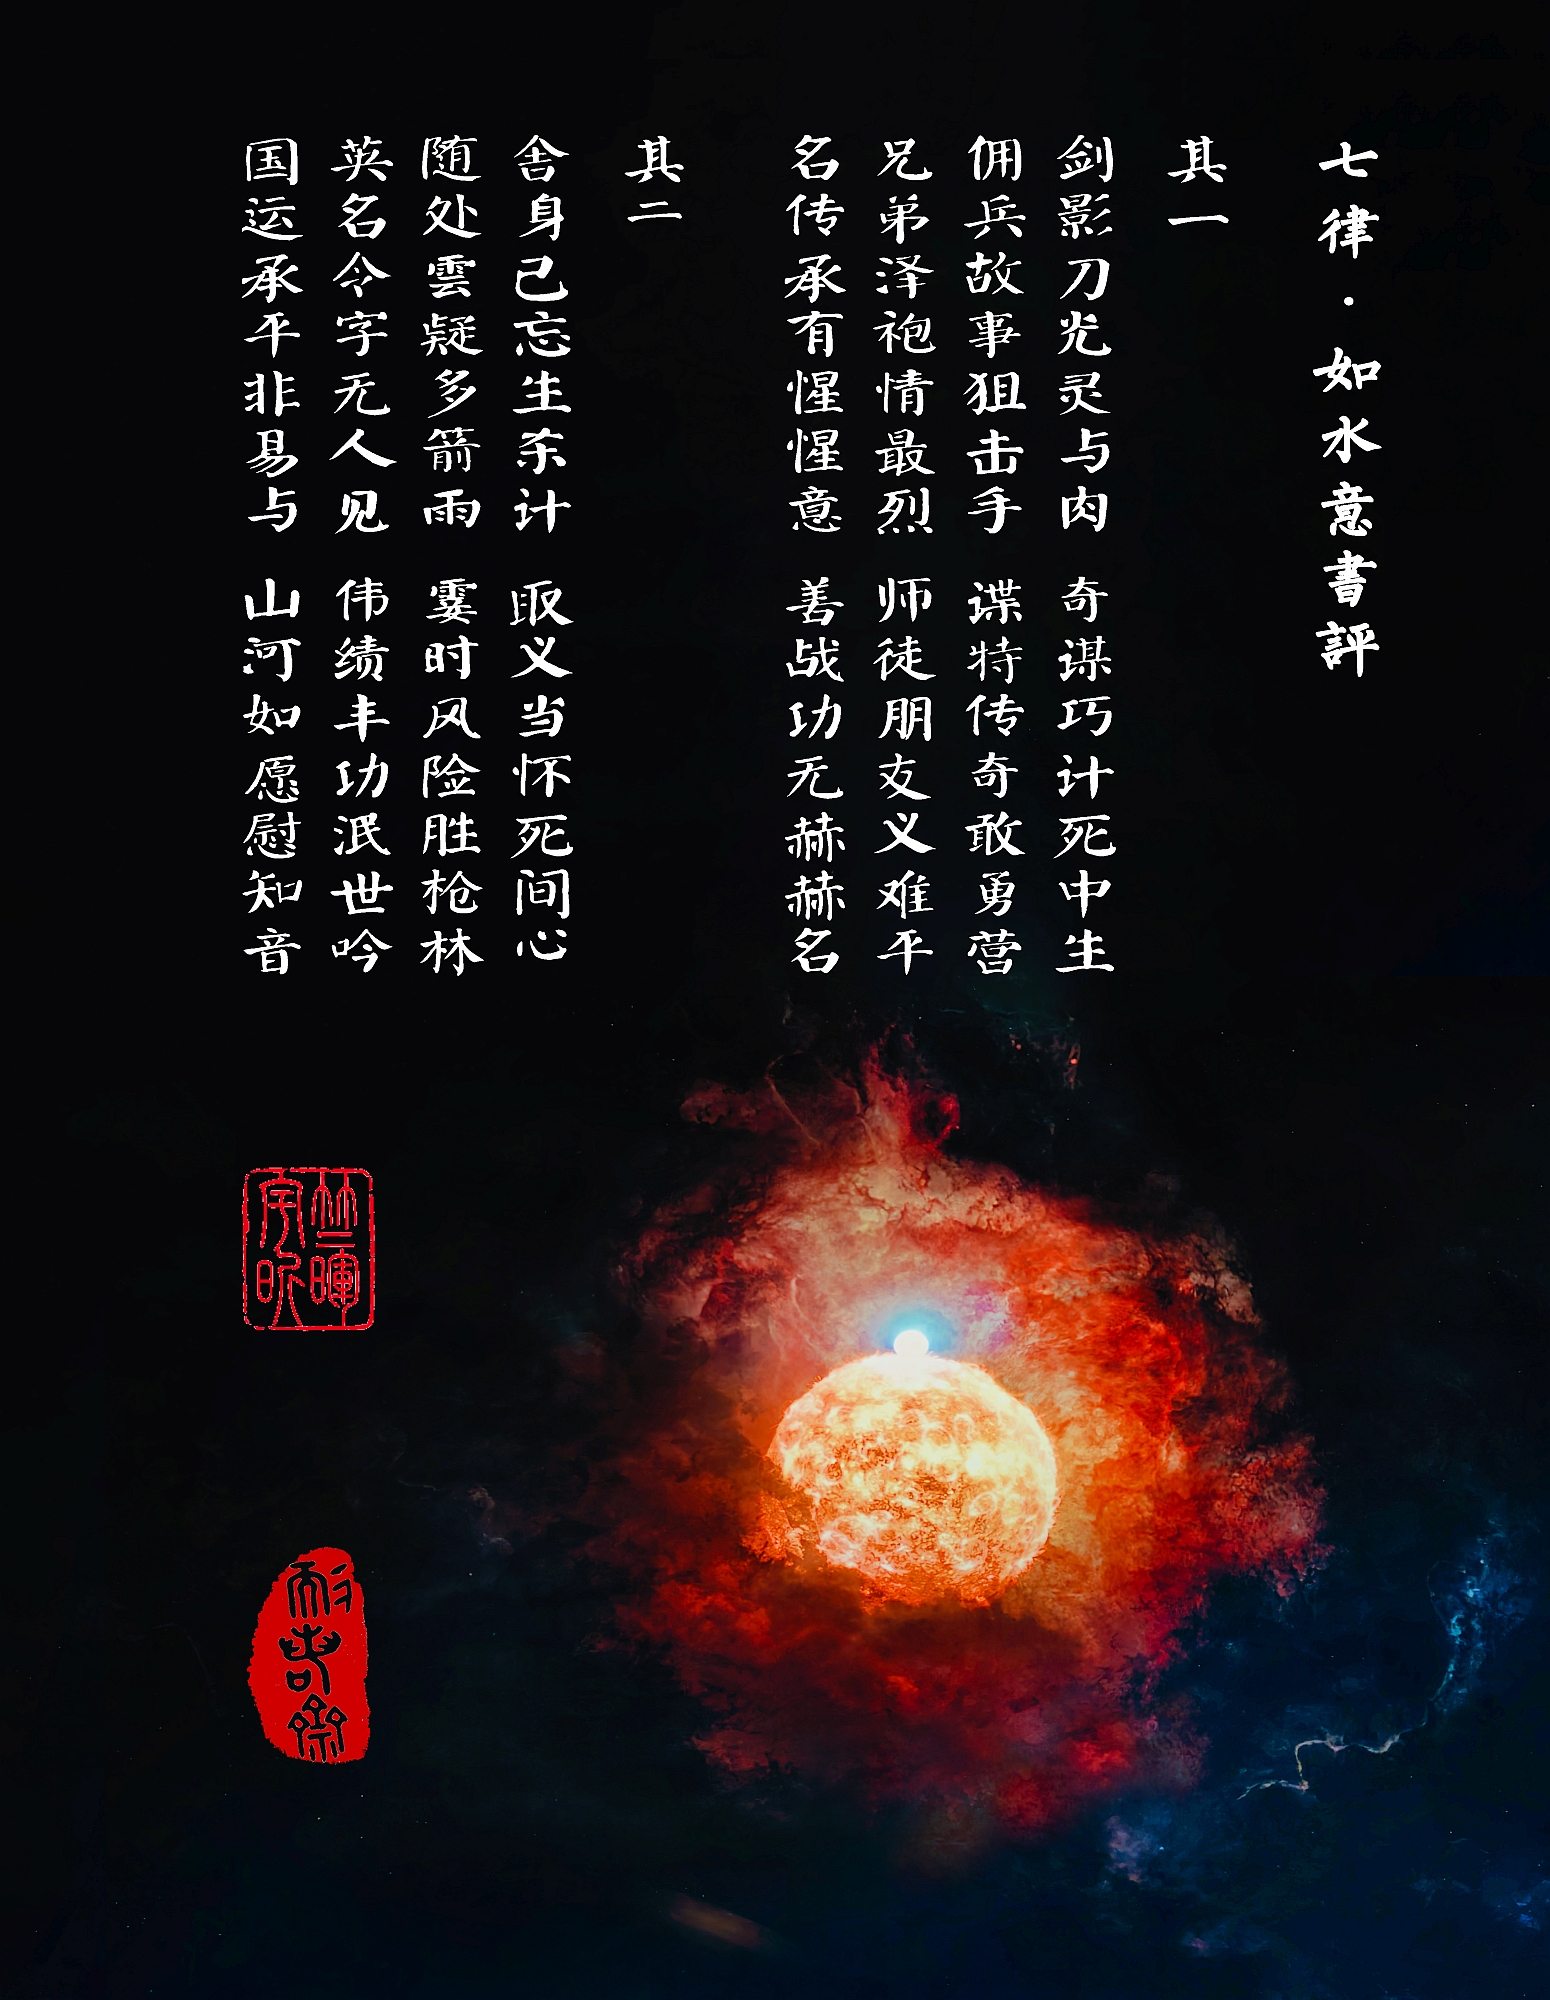 七律·如水意書評
其一
剑影刀光灵与肉 奇谋巧计死中生
佣兵故事狙击手 谍特传奇敢勇营
兄弟泽袍情最烈 师徒朋友义难平
名传承有惺惺意 善战功无赫赫名
其二
舍身己忘生杀计 取义当怀死间心
随处雲疑多箭雨 霎时风险胜枪林
英名令字无人见 伟绩丰功泯世吟
国运承平非易与 山河如愿慰知音